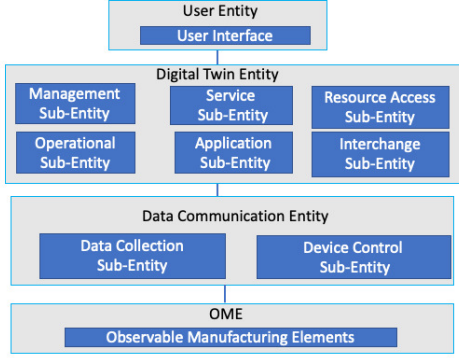 User Entity
User Interface
Digital Twin Entity
Management
Sub-Entity
Service
Sub-Entity
Resource Access
Sub-Entity
Operational
Sub-Entity
Application
Sub-Entity
Interchange
Sub-Entity
Data Communication Entity
Data Collection
Sub-Entity
Device Control
Sub-Entity
OME
Observable Manufacturing Elements